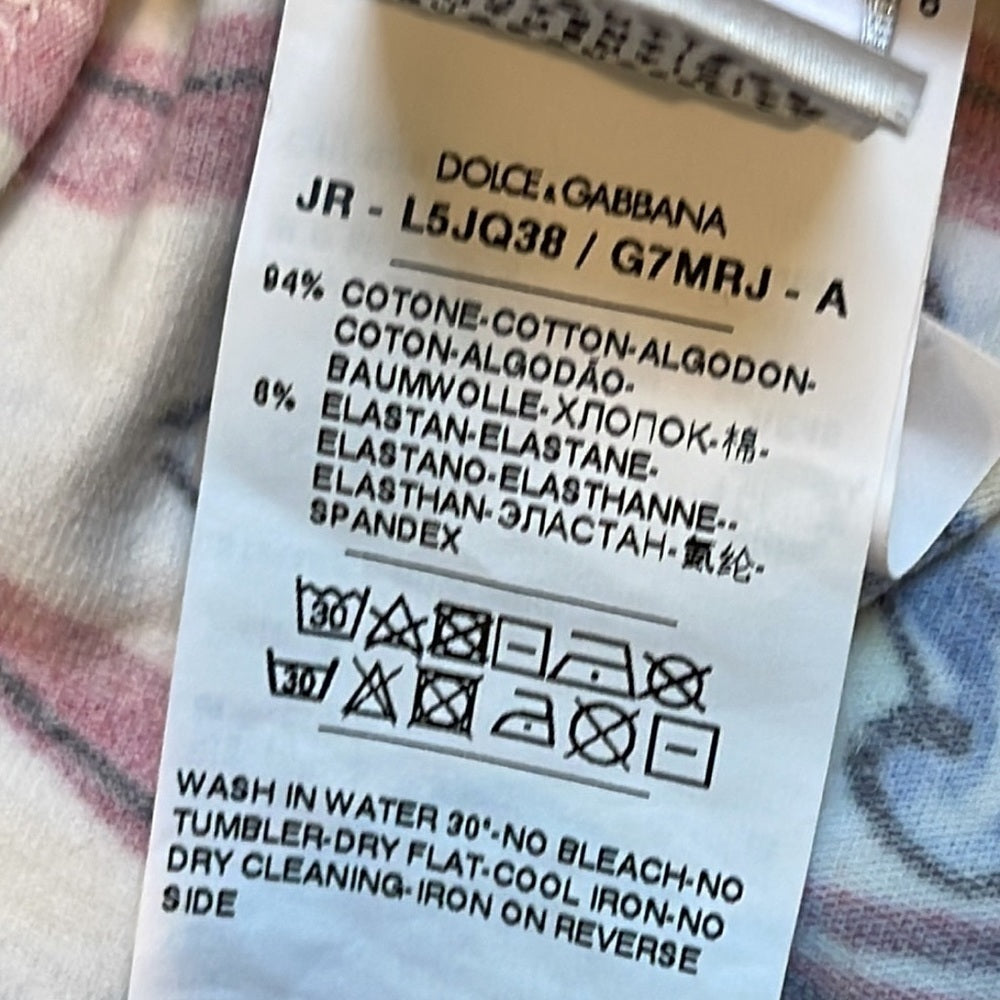 DOLCE & GABBANA
JR - L5JQ38 / G7MRJ - A
94% COTONE-COTTON-ALGODON-
COTON-ALGODÃO-
BAUMWOLLE-ХЛОПОК-棉-
6% ELASTAN-ELASTANE-
ELASTANO-ELASTHANNE--
ELASTHAN-ЭЛАСТАН-氨纶-
SPANDEX
30
30
WASH IN WATER 30°-NO BLEACH-NO
TUMBLER-DRY FLAT-COOL IRON-NO
DRY CLEANING-IRON ON REVERSE
SIDE